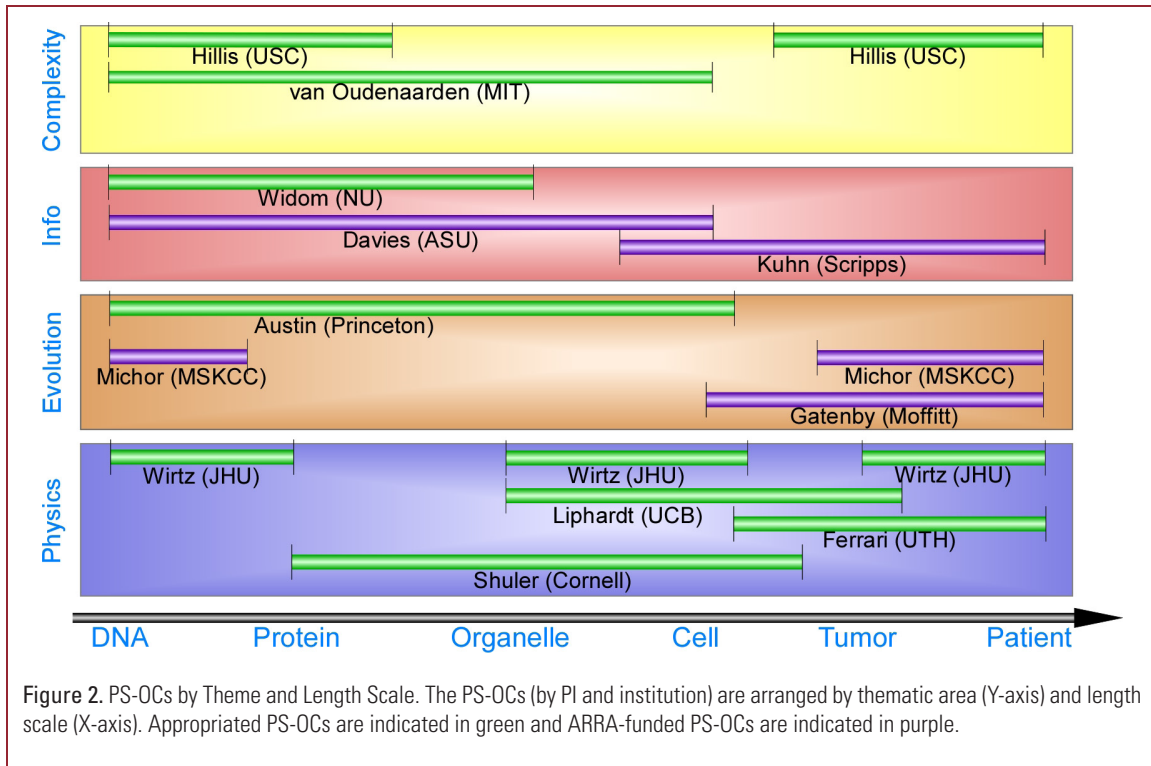 Complexity
Hillis (USC)
Hillis (USC)
van Oudenaarden (MIT)
Info
Widom (NU)
Davies (ASU)
Kuhn (Scripps)
Evolution
Austin (Princeton)
Michor (MSKCC)
Michor (MSKCC)
Gatenby (Moffitt)
Physics
Wirtz (JHU)
Wirtz (JHU)
Wirtz (JHU)
Liphardt (UCB)
Ferrari (UTH)
Shuler (Cornell)
DNA Protein Organelle Cell Tumor Patient
Figure 2. PS-OCs by Theme and Length Scale. The PS-OCs (by PI and institution) are arranged by thematic area (Y-axis) and length
scale (X-axis). Appropriated PS-OCs are indicated in green and ARRA-funded PS-OCs are indicated in purple.